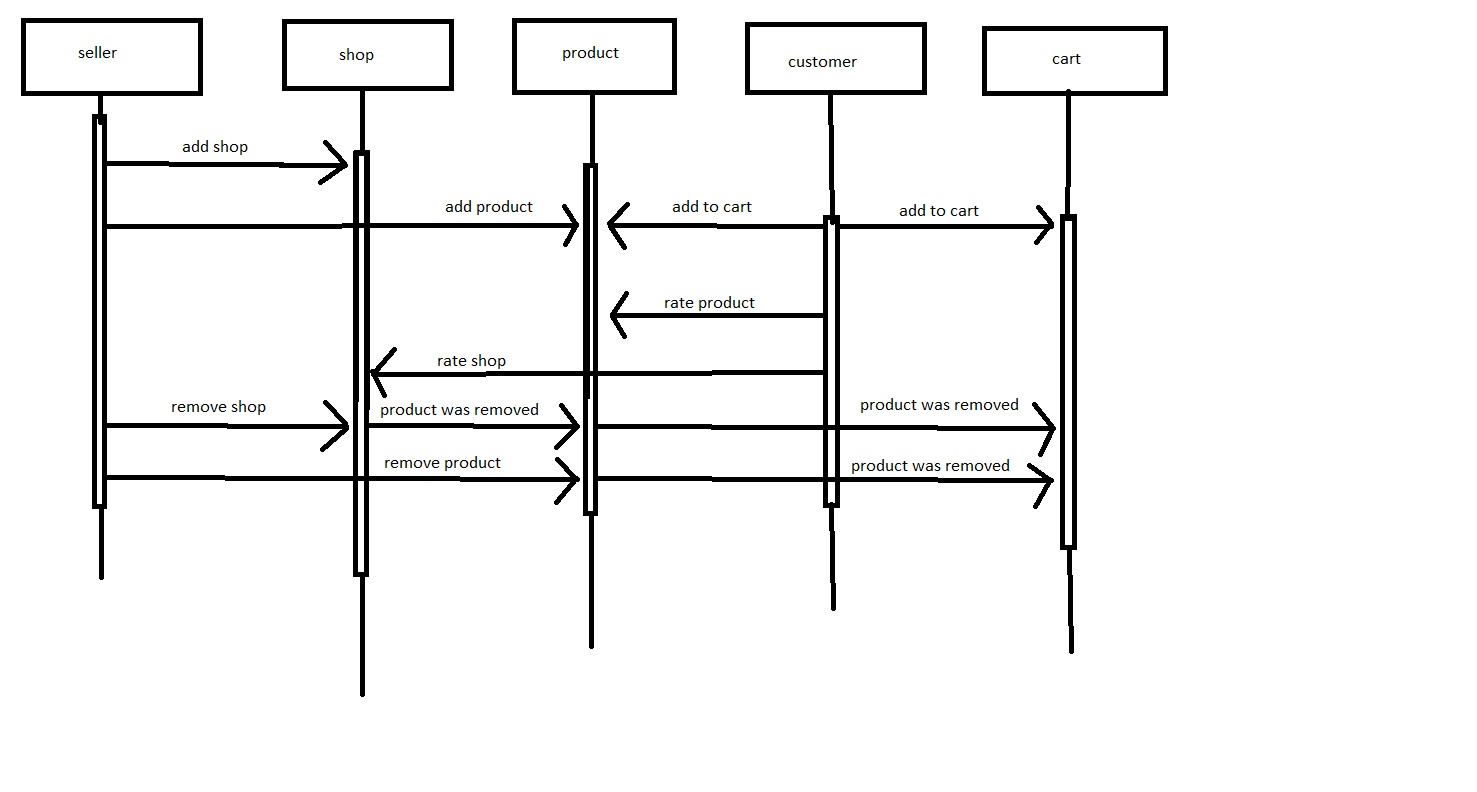 seller
shop
product
customer
cart
add shop
add product
add to cart
add to cart
rate product
rate shop
remove shop
product was removed
product was removed
remove product
product was removed